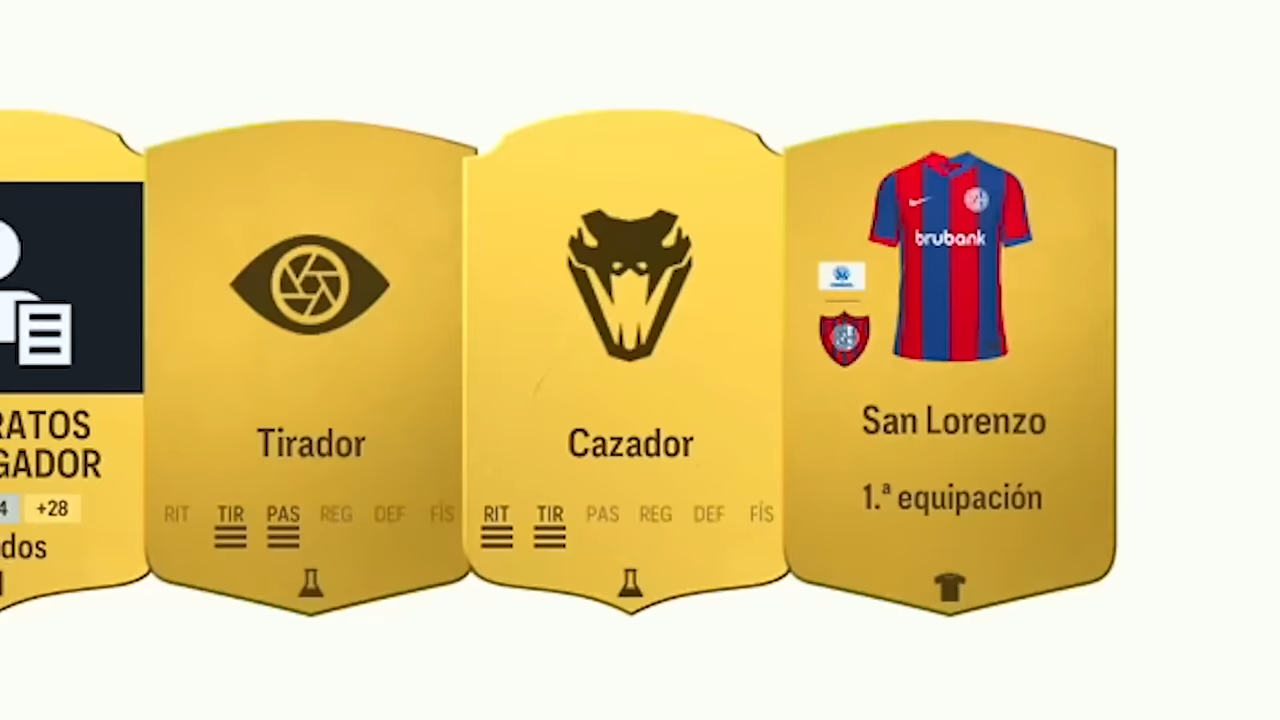 RATOS
GADOR
4 +28
dos
Tirador
RIT TIR PAS REG DEF FÍS
Cazador
RIT TIR PAS REG DEF FÍS
brubank
San Lorenzo
1.ª equipación